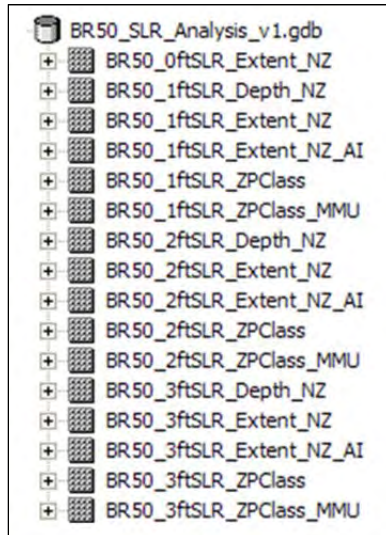 BR50_SLR_Analysis_v1.gdb
BR50_0ftSLR_Extent_NZ
BR50_1ftSLR_Depth_NZ
BR50_1ftSLR_Extent_NZ
BR50_1ftSLR_Extent_NZ_AI
BR50_1ftSLR_ZPClass
BR50_1ftSLR_ZPClass_MMU
BR50_2ftSLR_Depth_NZ
BR50_2ftSLR_Extent_NZ
BR50_2ftSLR_Extent_NZ_AI
BR50_2ftSLR_ZPClass
BR50_2ftSLR_ZPClass_MMU
BR50_3ftSLR_Depth_NZ
BR50_3ftSLR_Extent_NZ
BR50_3ftSLR_Extent_NZ_AI
BR50_3ftSLR_ZPClass
BR50_3ftSLR_ZPClass_MMU